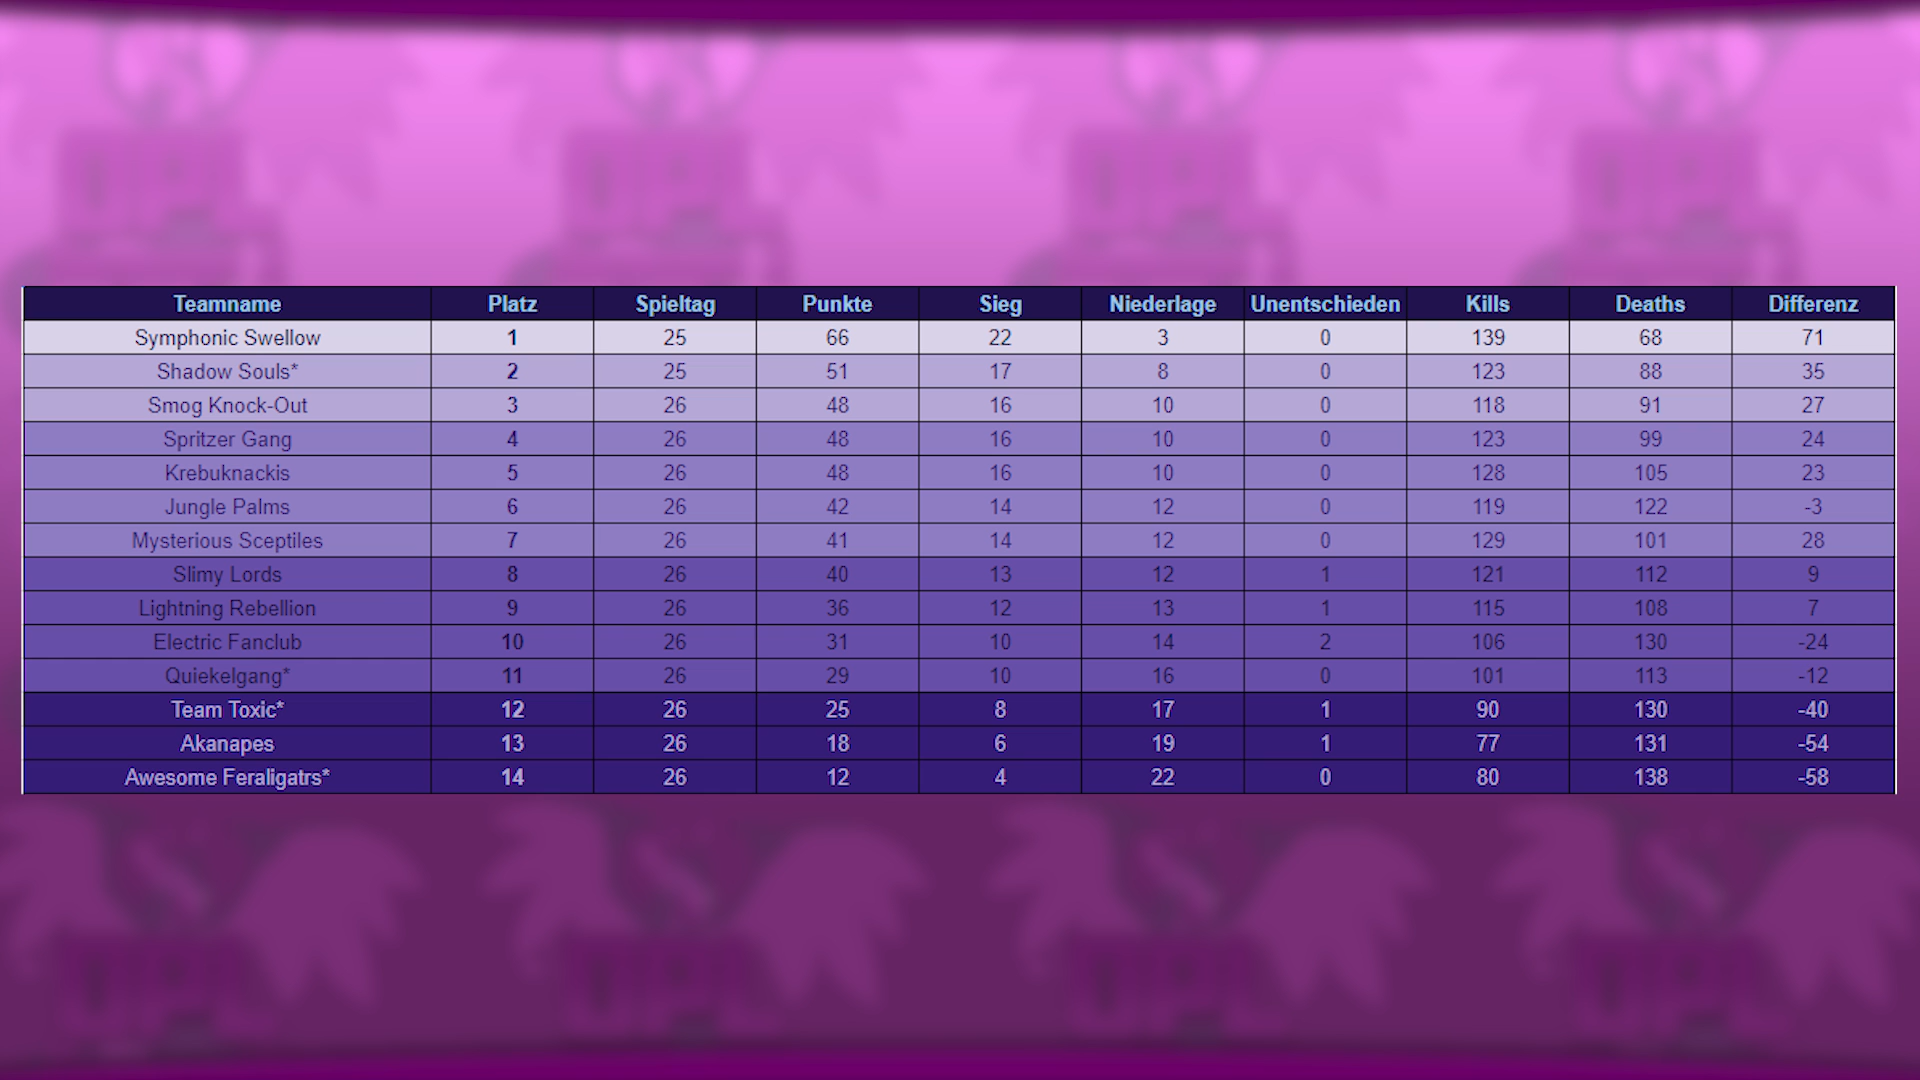 Teamname Platz Spieltag Punkte Sieg Niederlage Unentschieden Kills Deaths Differenz
Symphonic Swellow 1 25 66 22 3 0 139 68 71
Shadow Souls* 2 25 51 17 8 0 123 88 35
Smog Knock-Out 3 26 48 16 10 0 118 91 27
Spritzer Gang 4 26 48 16 10 0 123 99 24
Krebuknackis 5 26 48 16 10 0 128 105 23
Jungle Palms 6 26 42 14 12 0 119 122 -3
Mysterious Sceptiles 7 26 41 14 12 0 129 101 28
Slimy Lords 8 26 40 13 12 1 121 112 9
Lightning Rebellion 9 26 36 12 13 1 115 108 7
Electric Fanclub 10 26 31 10 14 2 106 130 -24
Quiekelgang* 11 26 29 10 16 0 101 113 -12
Team Toxic* 12 26 25 8 17 1 90 130 -40
Akanapes 13 26 18 6 19 1 77 131 -54
Awesome Feraligatrs* 14 26 12 4 22 0 80 138 -58